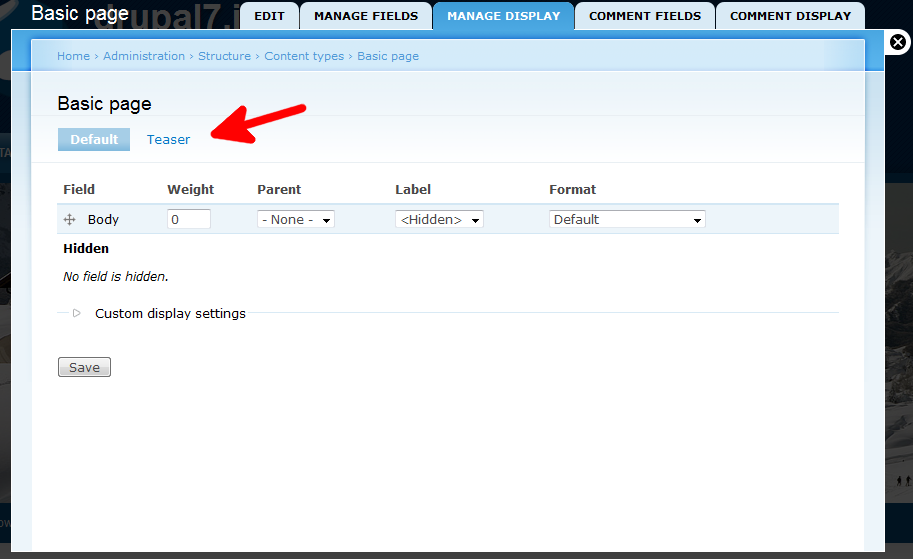 Basic page
drupal7.
EDIT
MANAGE FIELDS
MANAGE DISPLAY
COMMENT FIELDS
COMMENT DISPLAY
Home › Administration › Structure › Content types › Basic page
Basic page
Default
Teaser
Field Weight Parent Label Format
Body 0 - None - <Hidden> Default
Hidden
No field is hidden.
Custom display settings
Save